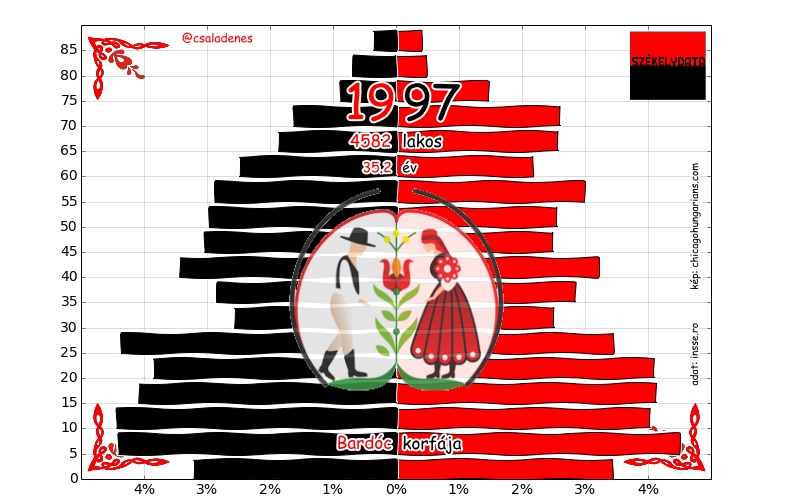 @csaladenes
SZÉKELYDATA
1997
4582 lakos
35.2 év
85
80
75
70
65
60
55
50
45
40
35
30
25
20
15
10
5
0
kép: chicagohungarians.com
adat: insse.ro
Bardóc korfája
4% 3% 2% 1% 0% 1% 2% 3% 4%